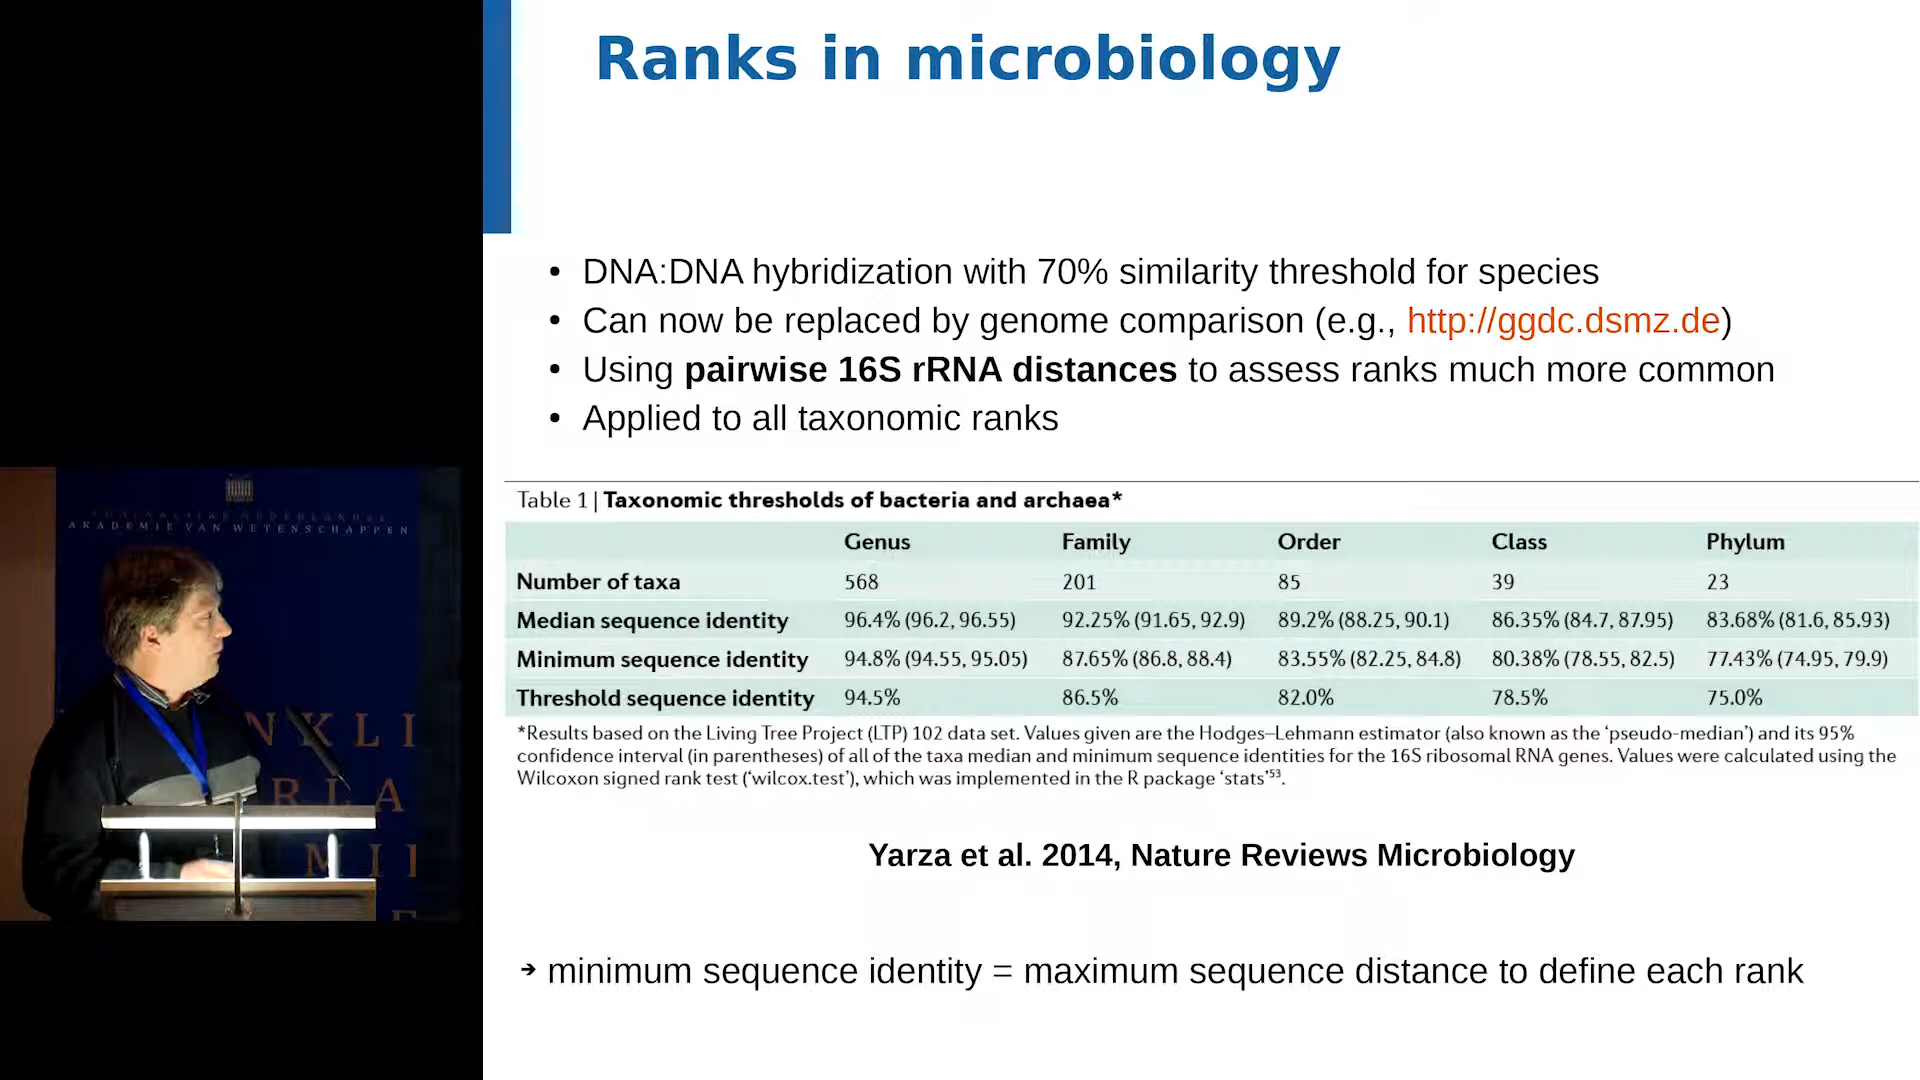 Ranks in microbiology
• DNA:DNA hybridization with 70% similarity threshold for species
• Can now be replaced by genome comparison (e.g., http://ggdc.dsmz.de)
• Using pairwise 16S rRNA distances to assess ranks much more common
• Applied to all taxonomic ranks
Table 1 | Taxonomic thresholds of bacteria and archaea*
Genus Family Order Class Phylum
Number of taxa 568 201 85 39 23
Median sequence identity 96.4% (96.2, 96.55) 92.25% (91.65, 92.9) 89.2% (88.25, 90.1) 86.35% (84.7, 87.95) 83.68% (81.6, 85.93)
Minimum sequence identity 94.8% (94.55, 95.05) 87.65% (86.8, 88.4) 83.55% (82.25, 84.8) 80.38% (78.55, 82.5) 77.43% (74.95, 79.9)
Threshold sequence identity 94.5% 86.5% 82.0% 78.5% 75.0%
*Results based on the Living Tree Project (LTP) 102 data set. Values given are the Hodges–Lehmann estimator (also known as the ‘pseudo-median’) and its 95%
confidence interval (in parentheses) of all of the taxa median and minimum sequence identities for the 16S ribosomal RNA genes. Values were calculated using the
Wilcoxon signed rank test (‘wilcox.test’), which was implemented in the R package ‘stats’53.
Yarza et al. 2014, Nature Reviews Microbiology
➔ minimum sequence identity = maximum sequence distance to define each rank
AKADEMIE VAN WETENSCHAPPEN
NKLI
RLA
MI